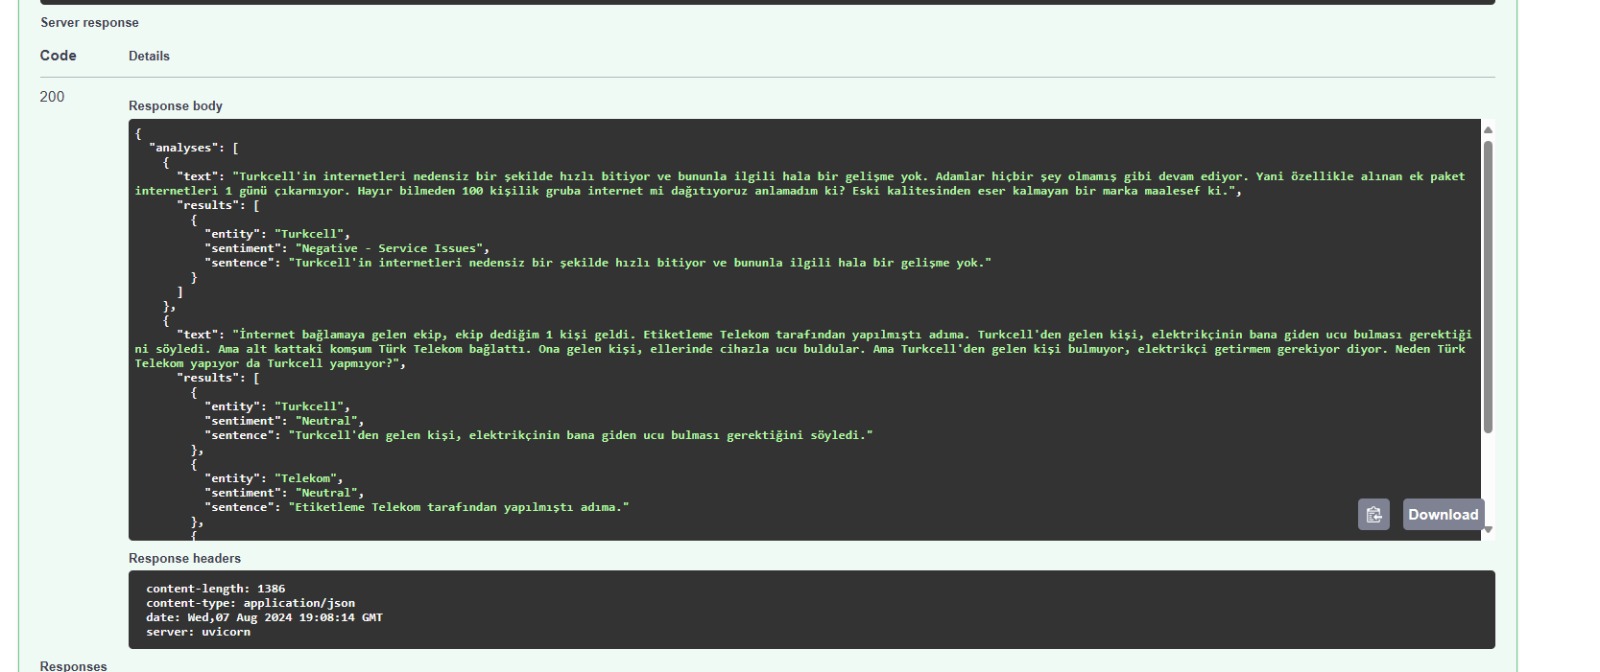 Server response
Code Details
200
Response body
{
"analyses": [
{
"text": "Turkcell'in internetleri nedensiz bir şekilde hızlı bitiyor ve bununla ilgili hala bir gelişme yok. Adamlar hiçbir şey olmamış gibi devam ediyor. Yani özellikle alınan ek paket
internetleri 1 günü çıkarmıyor. Hayır bilmeden 100 kişilik gruba internet mi dağıtıyoruz anlamadım ki? Eski kalitesinden eser kalmayan bir marka maalesef ki.",
"results": [
{
"entity": "Turkcell",
"sentiment": "Negative - Service Issues",
"sentence": "Turkcell'in internetleri nedensiz bir şekilde hızlı bitiyor ve bununla ilgili hala bir gelişme yok."
}
]
},
{
"text": "İnternet bağlamaya gelen ekip, ekip dediğim 1 kişi geldi. Etiketleme Telekom tarafından yapılmıştı adıma. Turkcell'den gelen kişi, elektrikçinin bana giden ucu bulması gerektiği
ni söyledi. Ama alt kattaki komşum Türk Telekom bağlattı. Ona gelen kişi, ellerinde cihazla ucu buldular. Ama Turkcell'den gelen kişi bulmuyor, elektrikçi getirmem gerekiyor diyor. Neden Türk
Telekom yapıyor da Turkcell yapmıyor?",
"results": [
{
"entity": "Turkcell",
"sentiment": "Neutral",
"sentence": "Turkcell'den gelen kişi, elektrikçinin bana giden ucu bulması gerektiğini söyledi."
},
{
"entity": "Telekom",
"sentiment": "Neutral",
"sentence": "Etiketleme Telekom tarafından yapılmıştı adıma."
},
{
Download
Response headers
content-length: 1386
content-type: application/json
date: Wed,07 Aug 2024 19:08:14 GMT
server: uvicorn
Responses